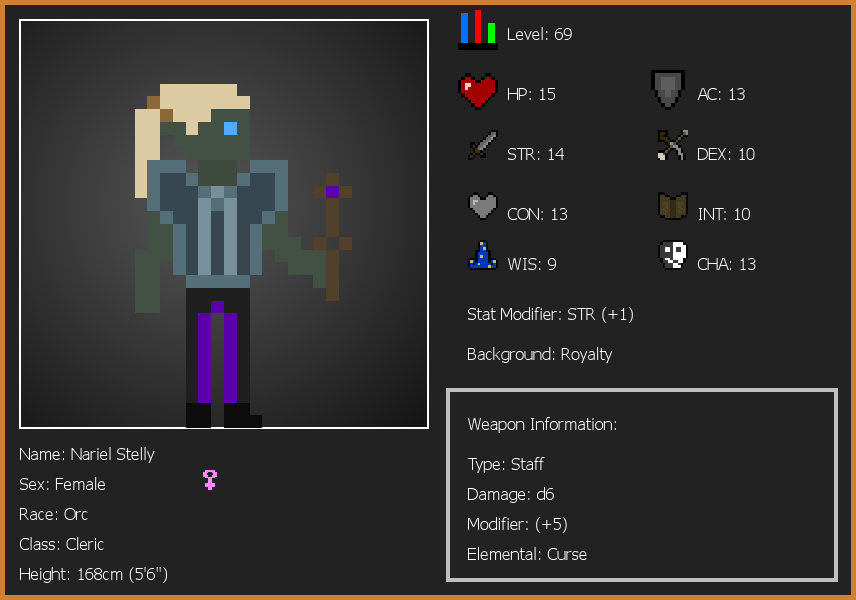 Level: 69
HP: 15
AC: 13
STR: 14
DEX: 10
CON: 13
INT: 10
WIS: 9
CHA: 13
Stat Modifier: STR (+1)
Background: Royalty
Weapon Information:
Type: Staff
Damage: d6
Modifier: (+5)
Elemental: Curse
Name: Nariel Stelly
Sex: Female
Race: Orc
Class: Cleric
Height: 168cm (5'6")